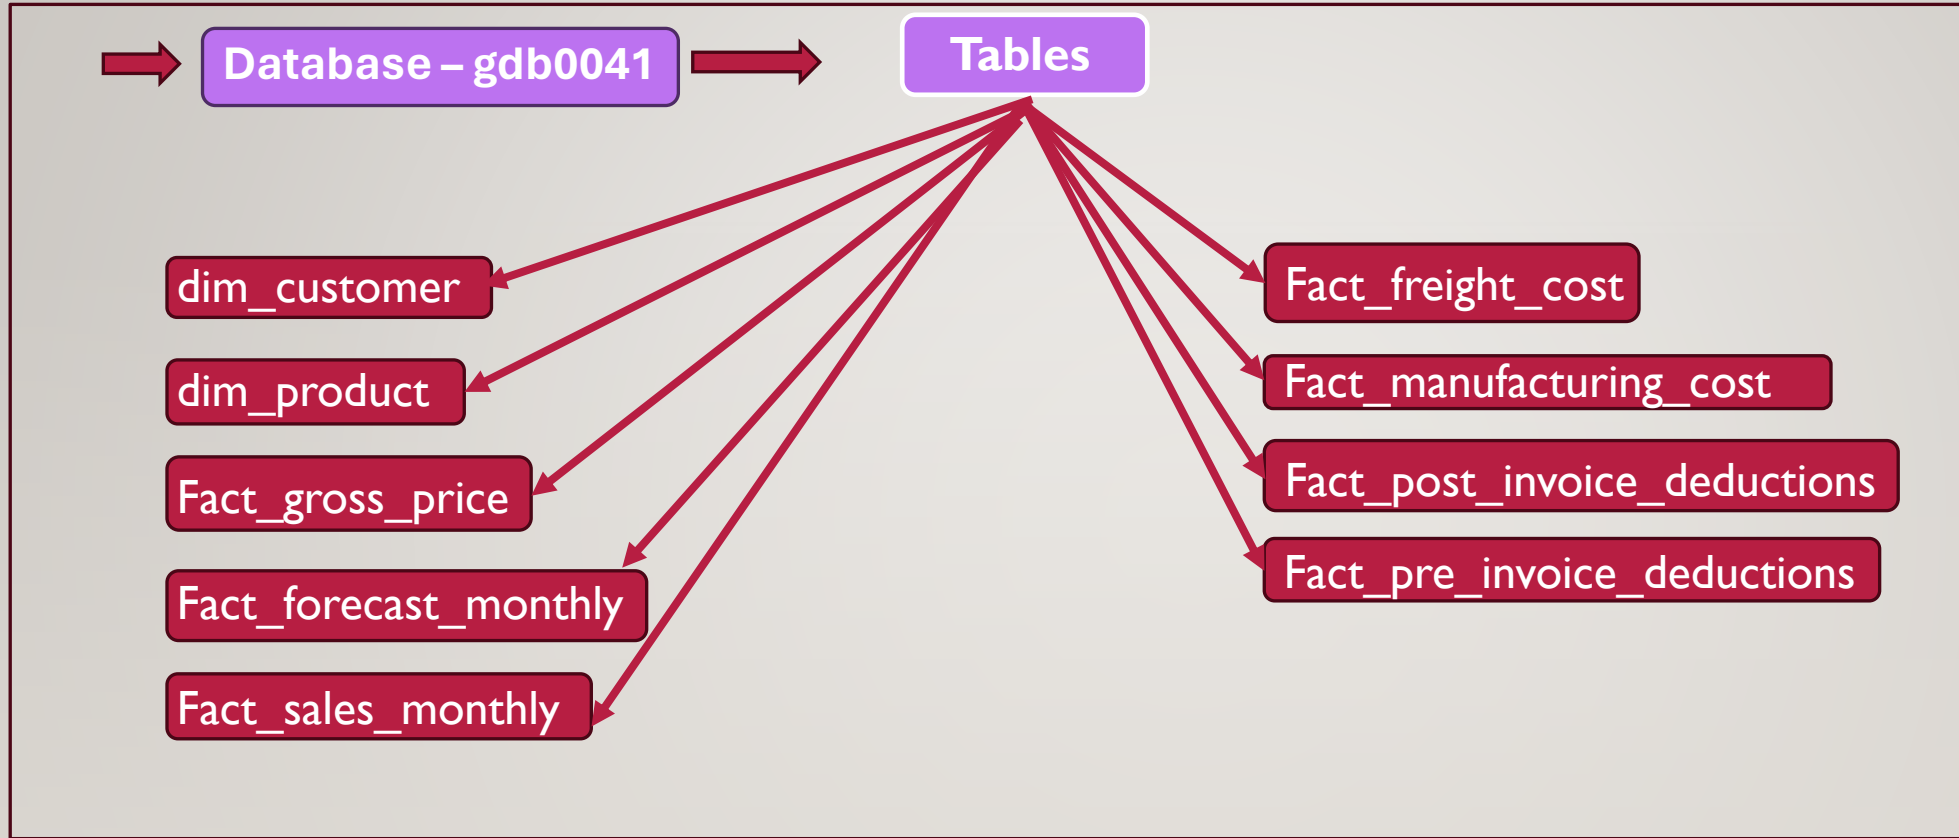 Database – gdb0041
Tables
dim_customer
dim_product
Fact_gross_price
Fact_forecast_monthly
Fact_sales_monthly
Fact_freight_cost
Fact_manufacturing_cost
Fact_post_invoice_deductions
Fact_pre_invoice_deductions